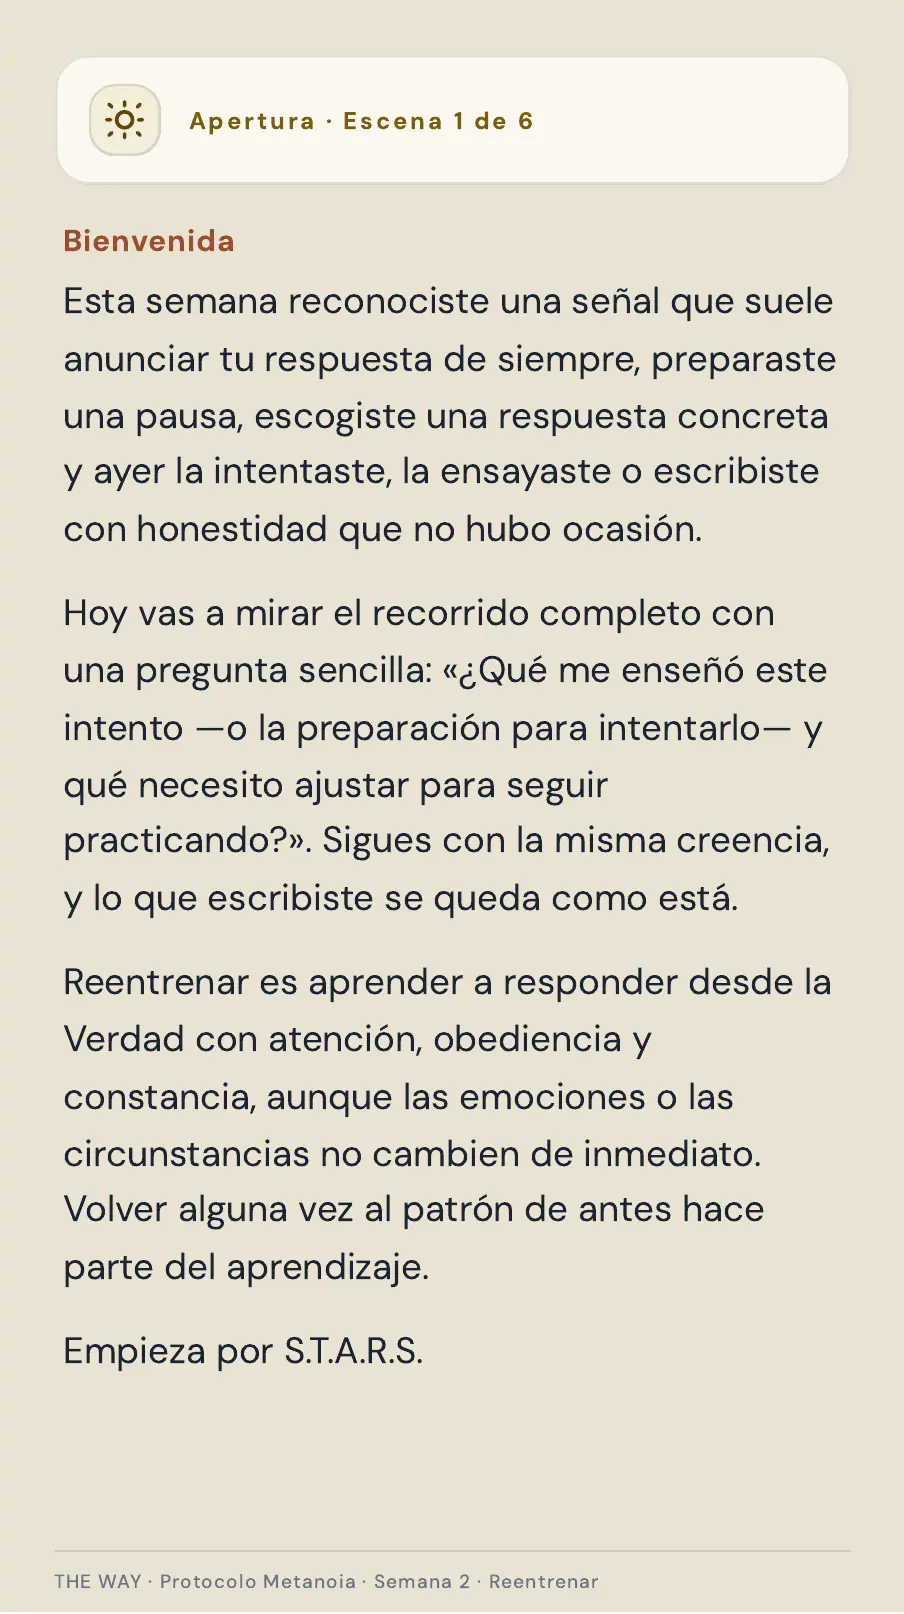 Apertura · Escena 1 de 6
Bienvenida
Esta semana reconociste una señal que suele
anunciar tu respuesta de siempre, preparaste
una pausa, escogiste una respuesta concreta
y ayer la intentaste, la ensayaste o escribiste
con honestidad que no hubo ocasión.
Hoy vas a mirar el recorrido completo con
una pregunta sencilla: «¿Qué me enseñó este
intento —o la preparación para intentarlo— y
qué necesito ajustar para seguir
practicando?». Sigues con la misma creencia,
y lo que escribiste se queda como está.
Reentrenar es aprender a responder desde la
Verdad con atención, obediencia y
constancia, aunque las emociones o las
circunstancias no cambien de inmediato.
Volver alguna vez al patrón de antes hace
parte del aprendizaje.
Empieza por S.T.A.R.S.
THE WAY · Protocolo Metanoia · Semana 2 · Reentrenar